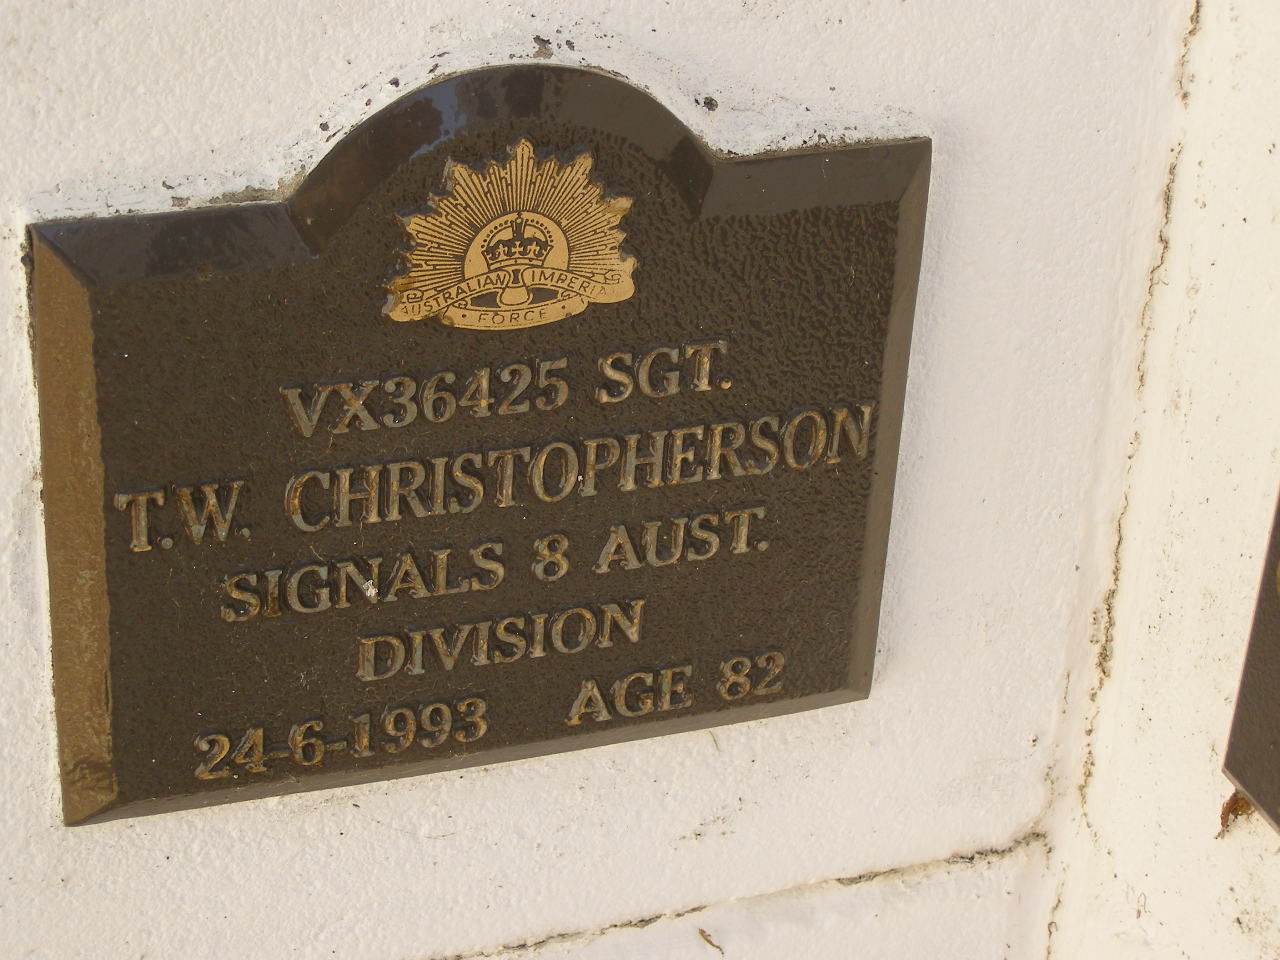 AUSTRALIAN IMPERIAL
FORCE
VX36425 SGT.
T.W. CHRISTOPHERSON
SIGNALS 8 AUST.
DIVISION
24-6-1993 AGE 82